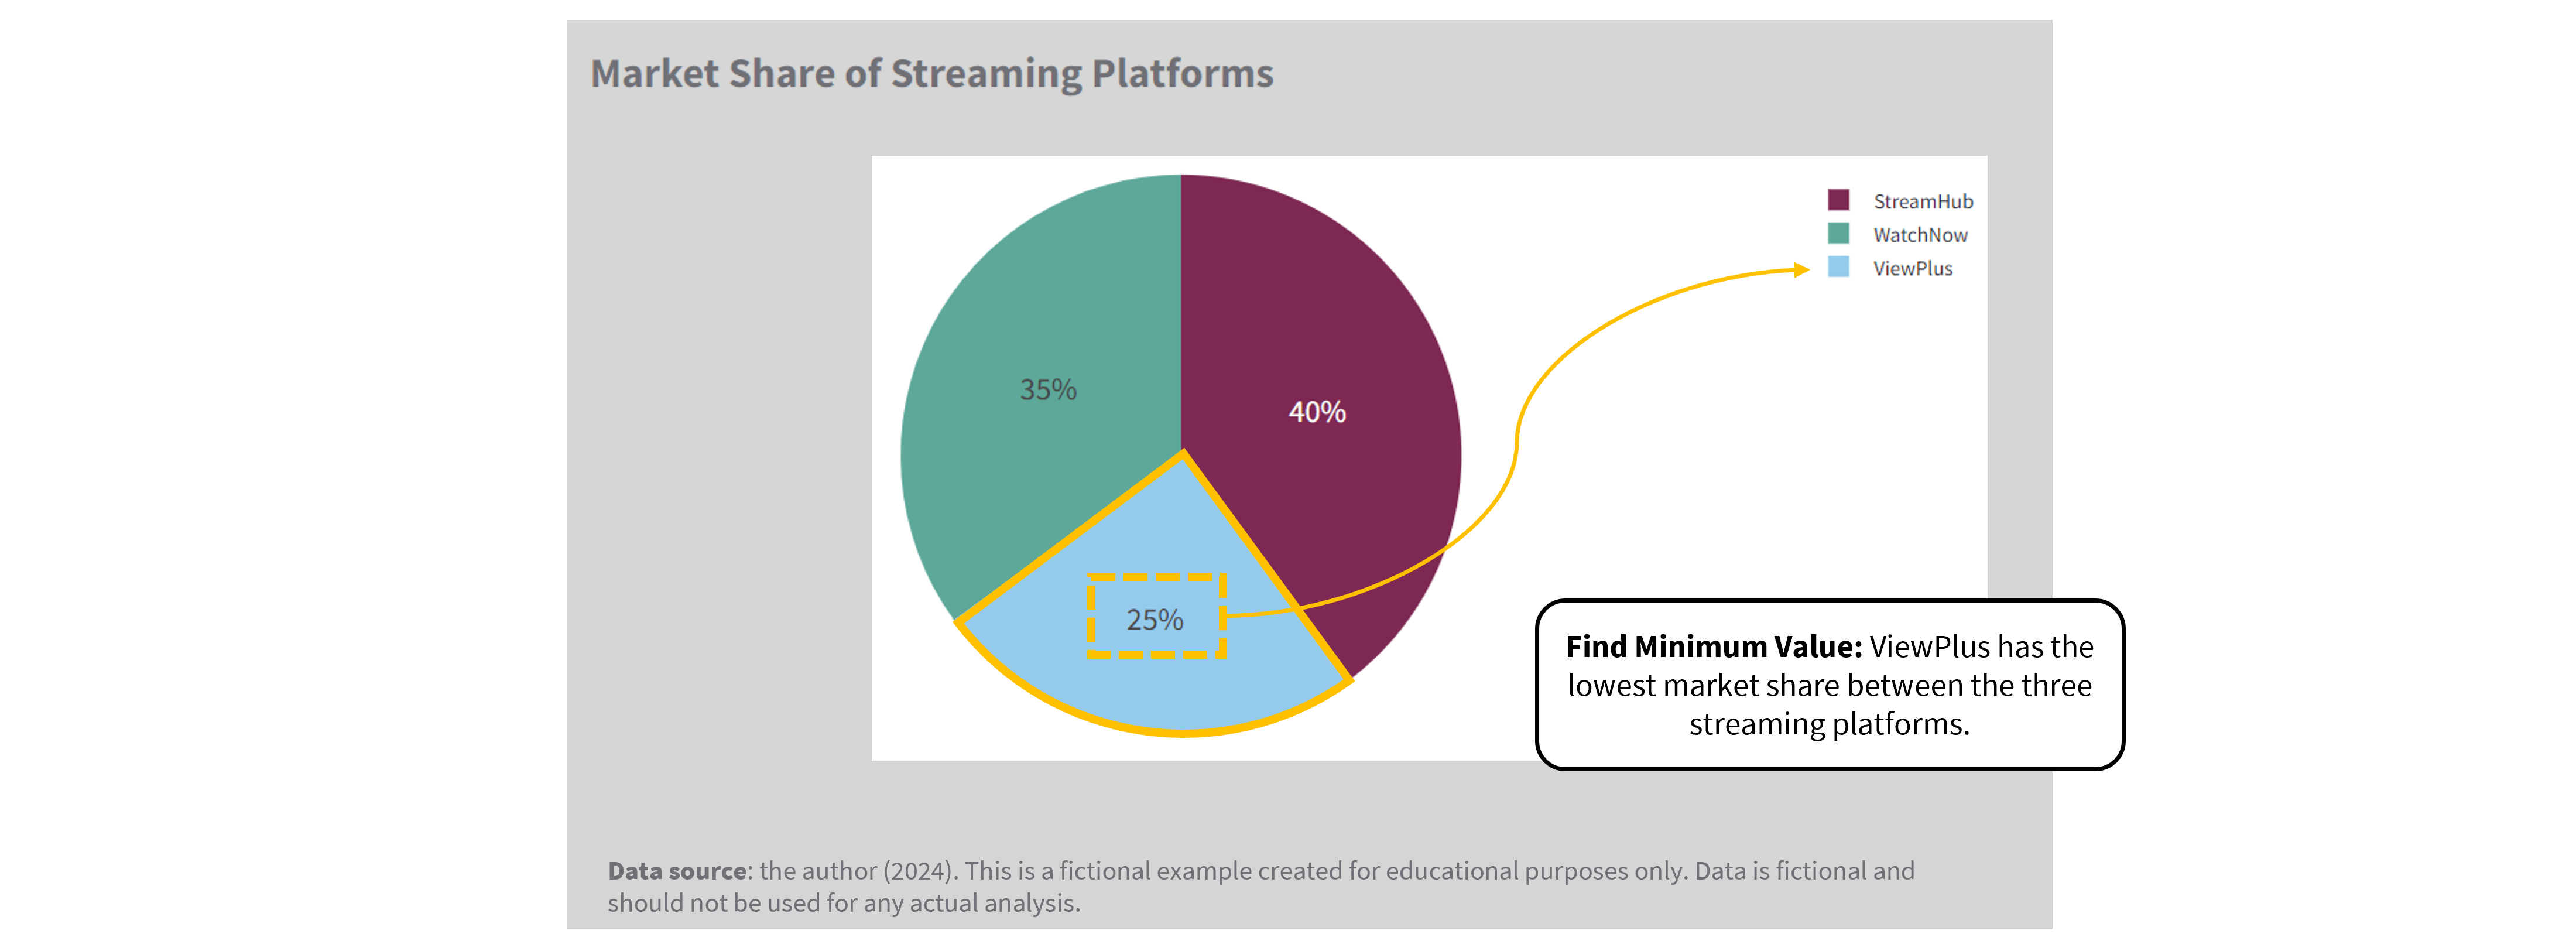 Market Share of Streaming Platforms
StreamHub
WatchNow
ViewPlus
35%
40%
25%
Find Minimum Value: ViewPlus has the
lowest market share between the three
streaming platforms.
Data source: the author (2024). This is a fictional example created for educational purposes only. Data is fictional and
should not be used for any actual analysis.